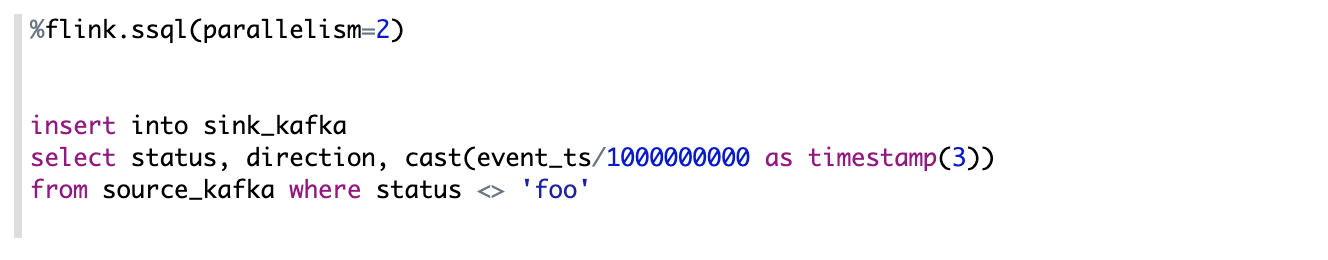 %flink.ssql(parallelism=2)
insert into sink_kafka
select status, direction, cast(event_ts/1000000000 as timestamp(3))
from source_kafka where status <> 'foo'